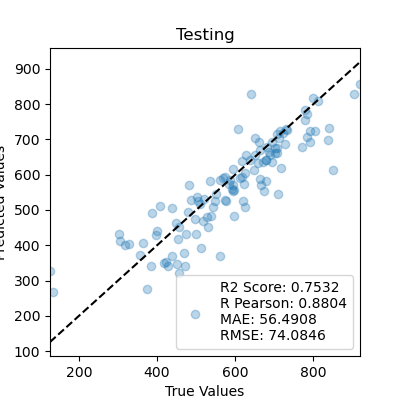 Testing
Predicted Values
900
800
700
600
500
400
300
200
100
R2 Score: 0.7532
R Pearson: 0.8804
MAE: 56.4908
RMSE: 74.0846
200 400 600 800
True Values